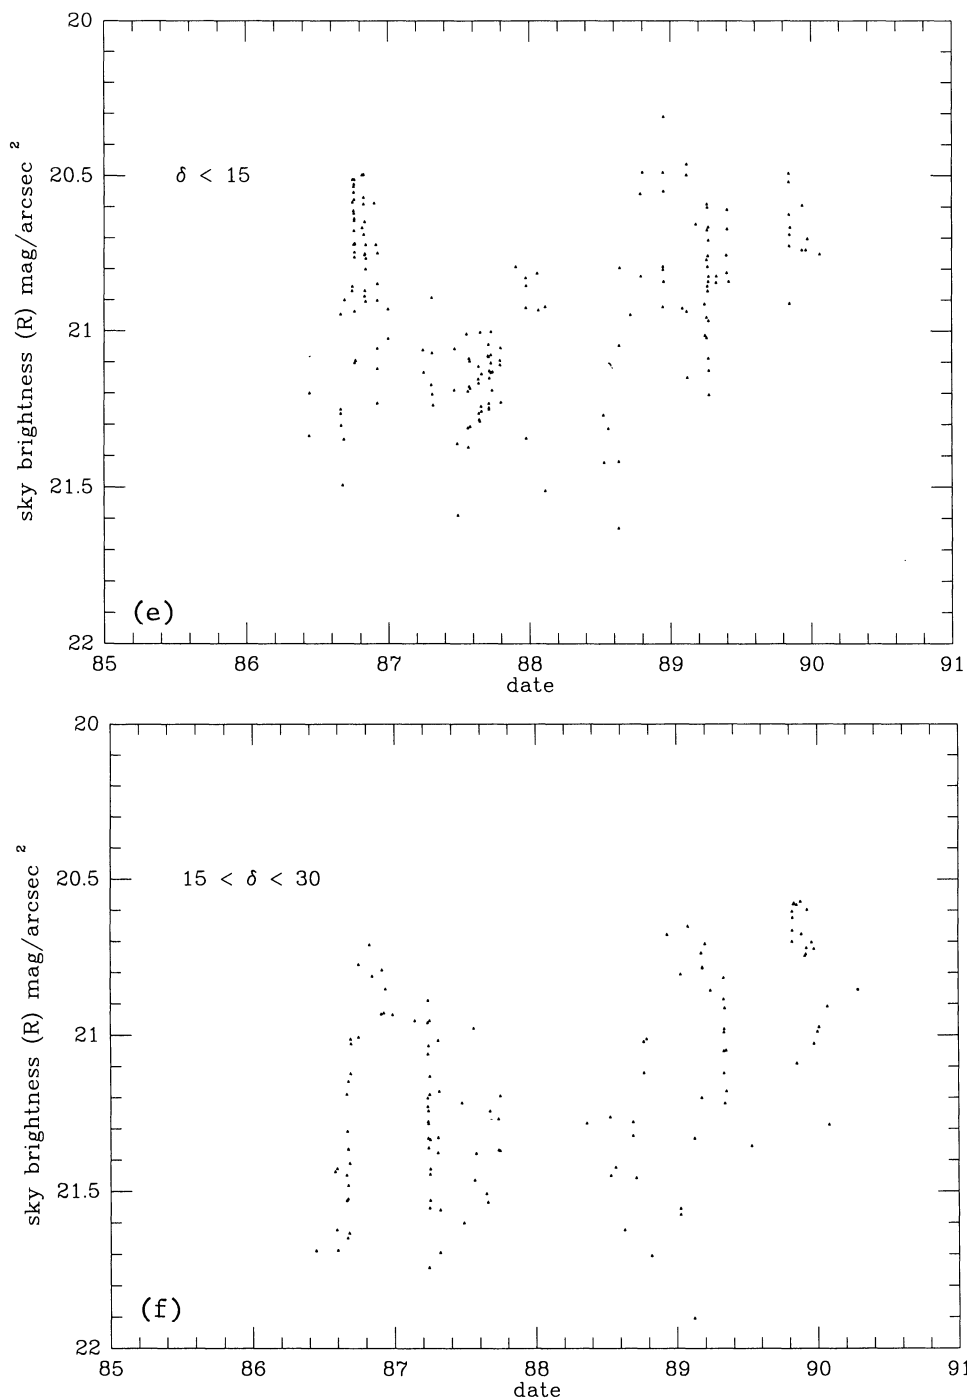 20
20.5
21
21.5
22
sky brightness (R) mag/arcsec 2
δ < 15
(e)
85 86 87 88 89 90 91
date
20
20.5
21
21.5
22
sky brightness (R) mag/arcsec 2
15 < δ < 30
(f)
85 86 87 88 89 90 91
date